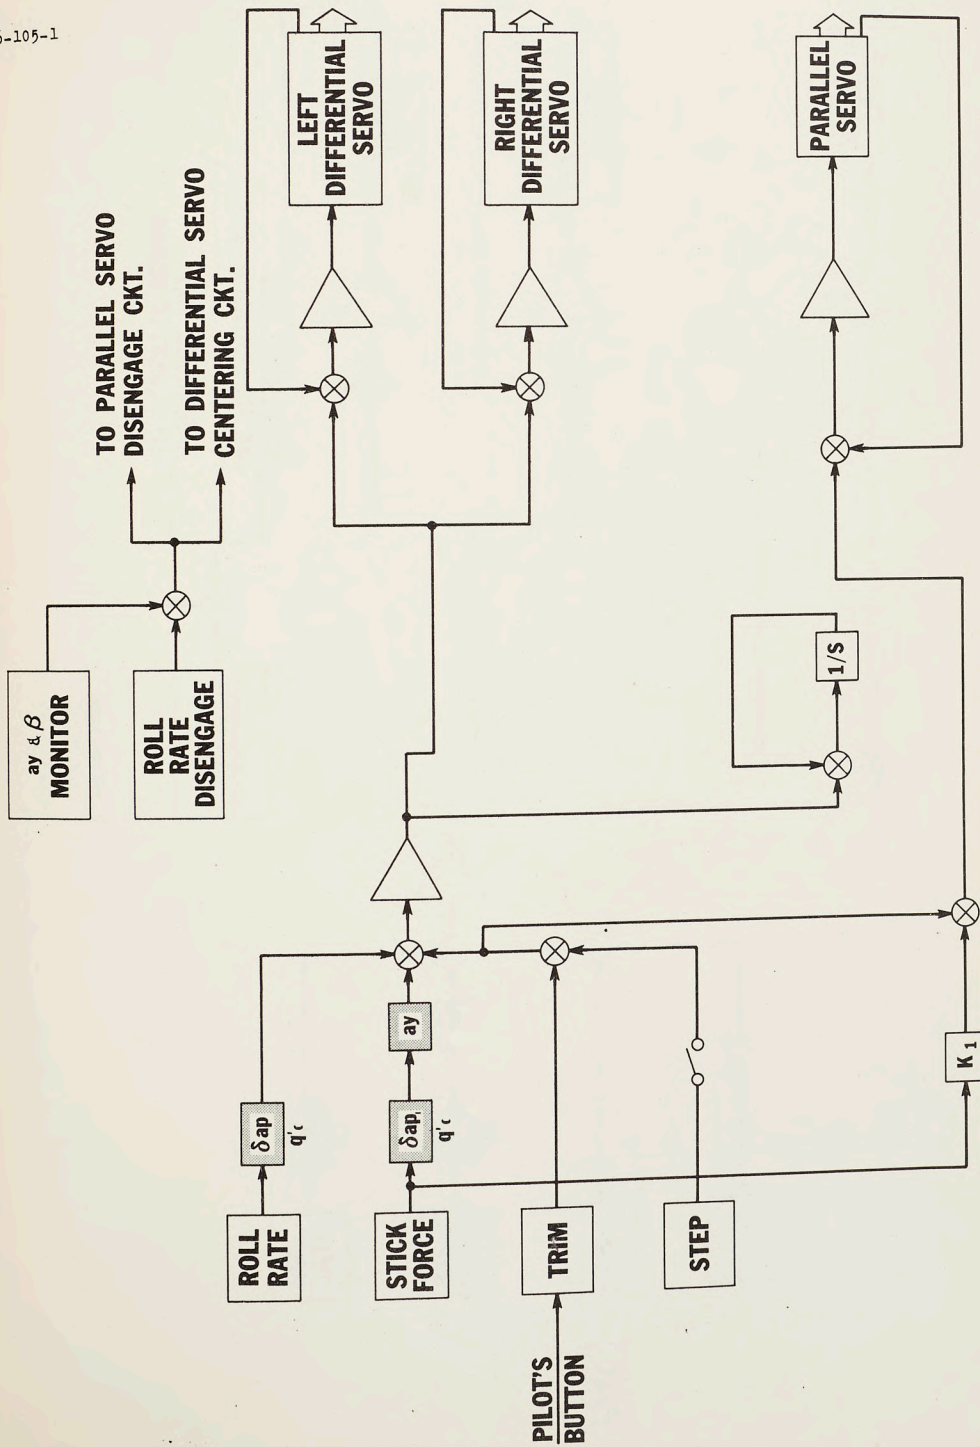 5-105-1
ay & β
MONITOR
ROLL
RATE
DISENGAGE
TO PARALLEL SERVO
DISENGAGE CKT.
TO DIFFERENTIAL SERVO
CENTERING CKT.
LEFT
DIFFERENTIAL
SERVO
RIGHT
DIFFERENTIAL
SERVO
PARALLEL
SERVO
ROLL
RATE
δap
q'c
STICK
FORCE
δap,
q'c
ay
PILOT'S
BUTTON
TRIM
STEP
K1
1/S